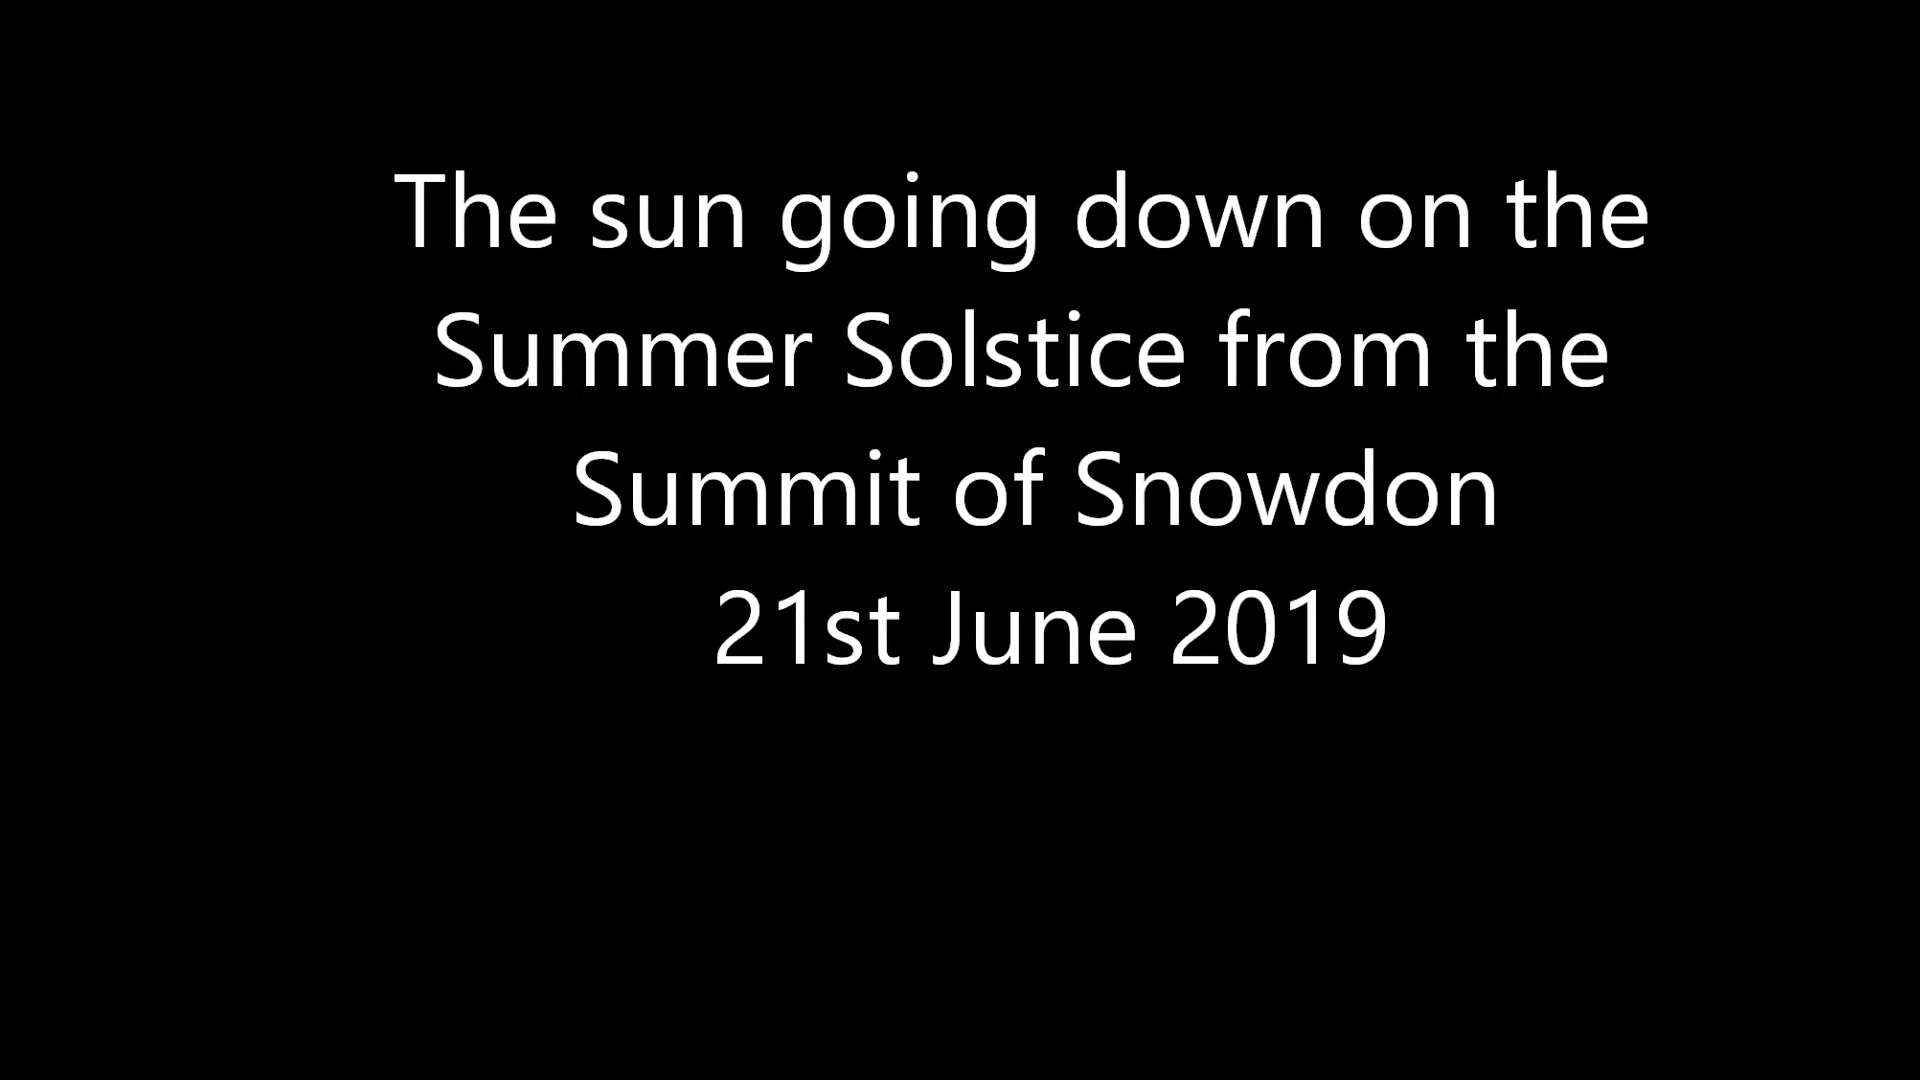 The sun going down on the
Summer Solstice from the
Summit of Snowdon
21st June 2019